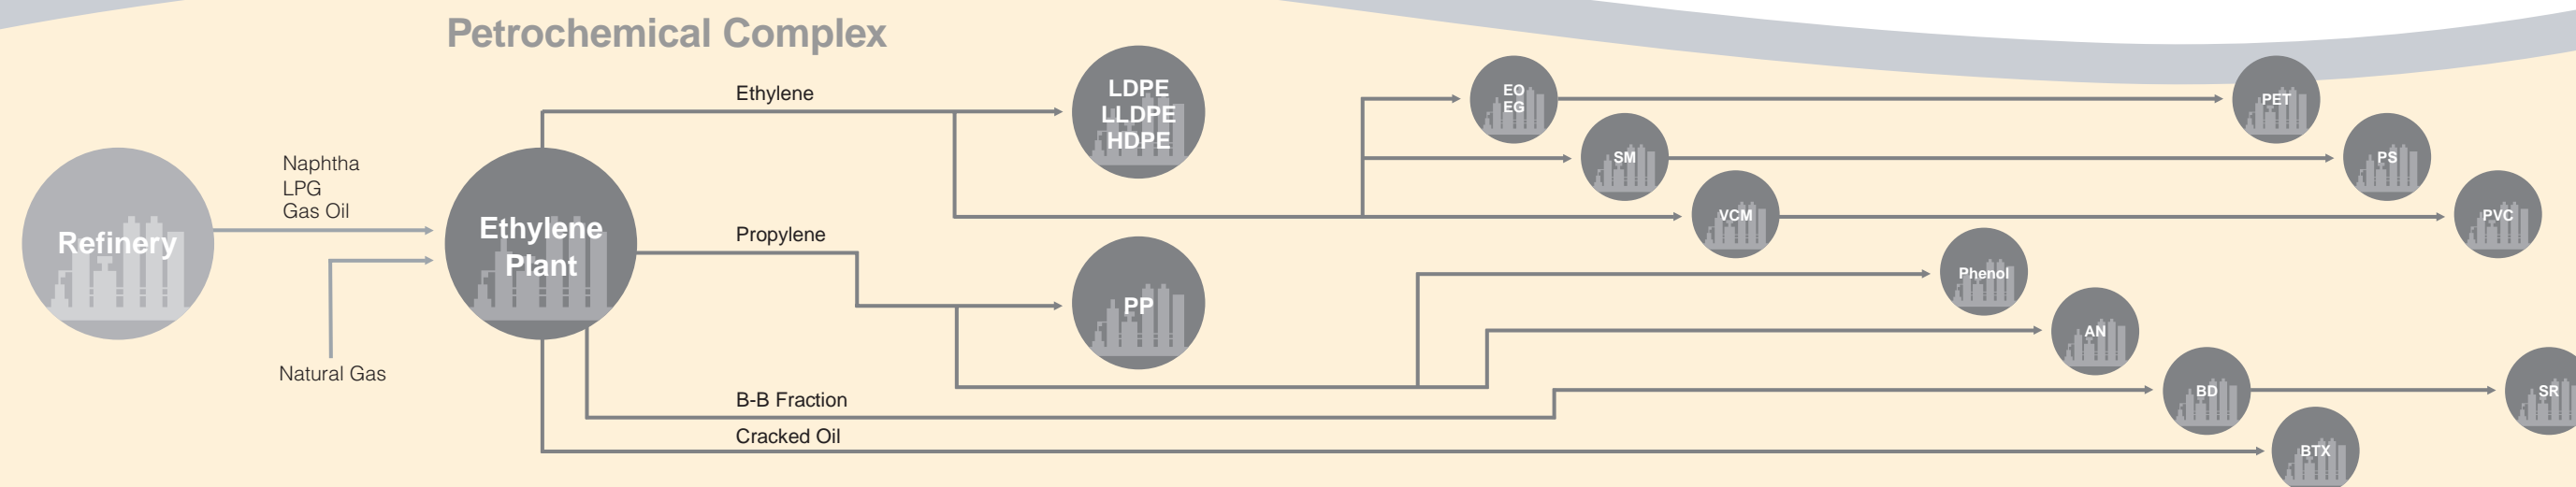 Petrochemical Complex
Refinery
Naphtha
LPG
Gas Oil
Natural Gas
Ethylene
Plant
Ethylene
LDPE
LLDPE
HDPE
EO
EG
PET
SM
PS
VCM
PVC
Propylene
PP
Phenol
AN
B-B Fraction
BD
SR
Cracked Oil
BTX